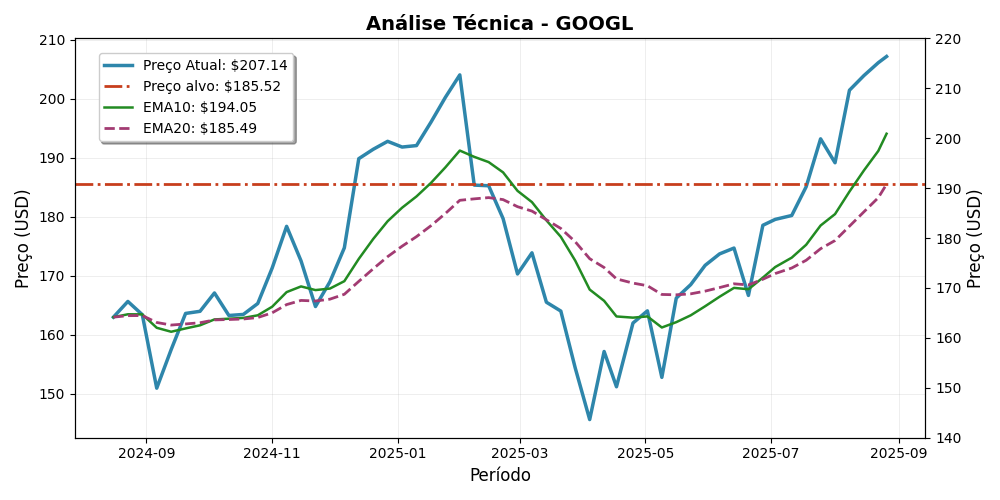 Análise Técnica - GOOGL
Preço Atual: $207.14
Preço alvo: $185.52
EMA10: $194.05
EMA20: $185.49
Preço (USD)
210
200
190
180
170
160
150
220
210
200
190
180
170
160
150
140
Preço (USD)
2024-09
2024-11
2025-01
2025-03
2025-05
2025-07
2025-09
Período